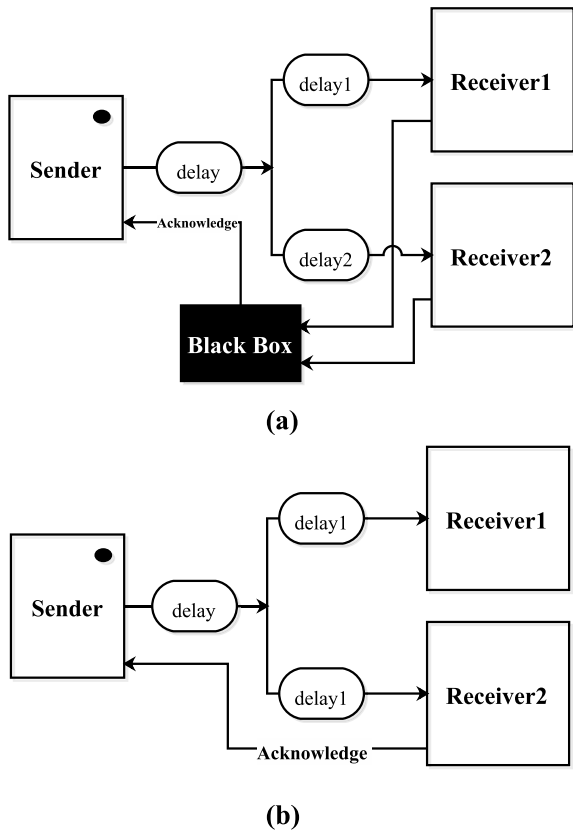 delay1
Receiver1
Sender
delay
Acknowledge
delay2
Receiver2
Black Box
(a)
delay1
Receiver1
Sender
delay
delay1
Receiver2
Acknowledge
(b)